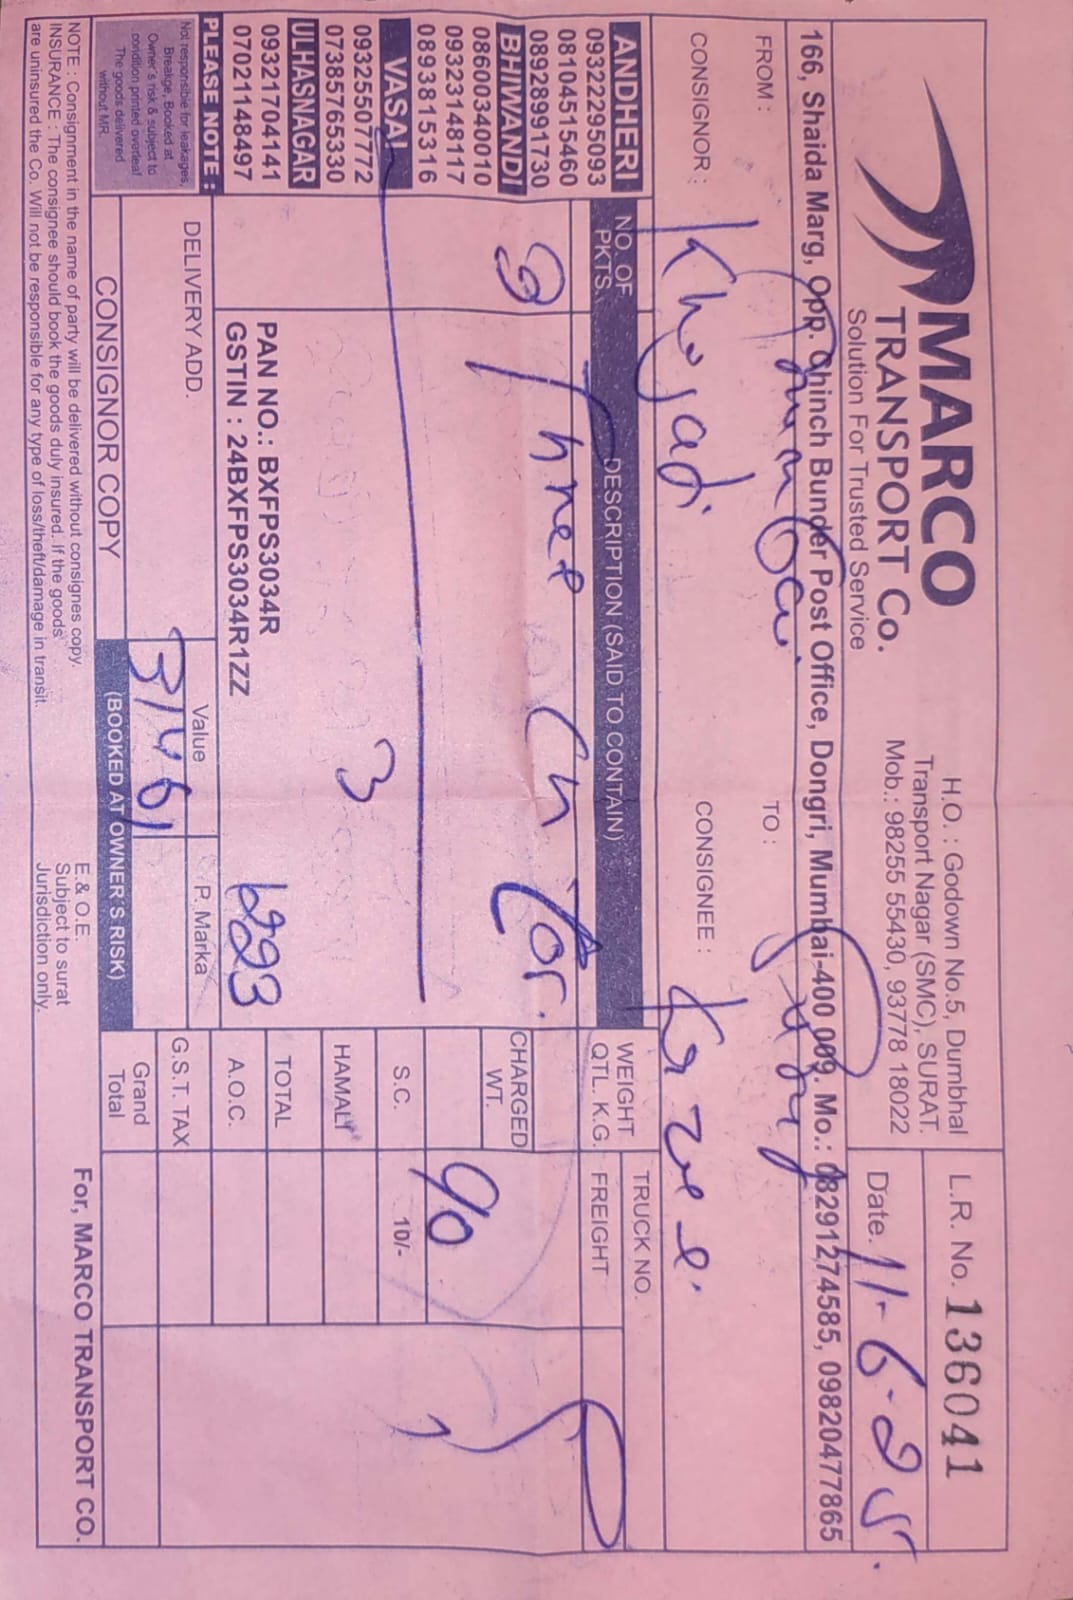 MARCO
TRANSPORT Co.
Solution For Trusted Service
H.O. : Godown No.5, Dumbhal
Transport Nagar (SMC), SURAT.
Mob.: 98255 55430, 93778 18022
L.R. No. 136041
Date. 11-6-25.
166, Shaida Marg, Opp. Ghinch Bunder Post Office, Dongri, Mumbai-400 009. Mo.: 08291274585, 09820477865
FROM : Mumbai
TO :
CONSIGNOR : Khoyadi
CONSIGNEE :
ANDHERI
09322295093
08104515460
08928991730
BHIWANDI
08600340010
09323148117
08938815316
VASAI
09325507772
07385765330
ULHASNAGAR
09321704141
07021148497
PLEASE NOTE :
Not responsible for leakages,
Breakge, Booked at
Owner's risk & subject to
condition printed overleaf
The goods delivered
without MR.
NO. OF
PKTS.
DESCRIPTION (SAID TO CONTAIN)
WEIGHT
QTL. K.G.
TRUCK NO.
FREIGHT
CHARGED
WT.
90
S.C. 10/-
HAMALI
TOTAL
A.O.C.
G.S.T. TAX
Grand
Total
3
PAN NO.: BXFPS3034R
GSTIN : 24BXFPS3034R1ZZ
DELIVERY ADD.
Value
P. Marka
CONSIGNOR COPY
(BOOKED AT OWNER'S RISK)
For, MARCO TRANSPORT CO.
NOTE : Consignment in the name of party will be delivered without consignes copy.
INSURANCE : The consignee should book the goods duly insured. If the goods
are uninsured the Co. Will not be responsible for any type of loss/theft/damage in transit.
E. & O.E.
Subject to surat
Jurisdiction only.